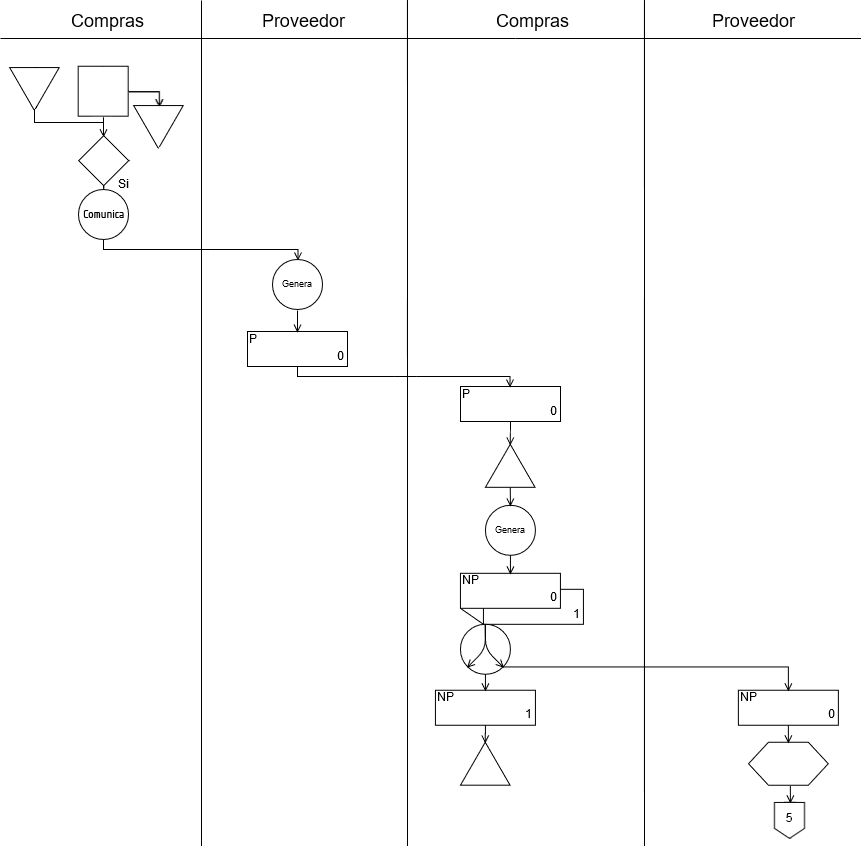 Compras
Proveedor
Compras
Proveedor
Si
Comunica
Genera
P
0
P
0
Genera
NP
0
1
NP
1
NP
0
5